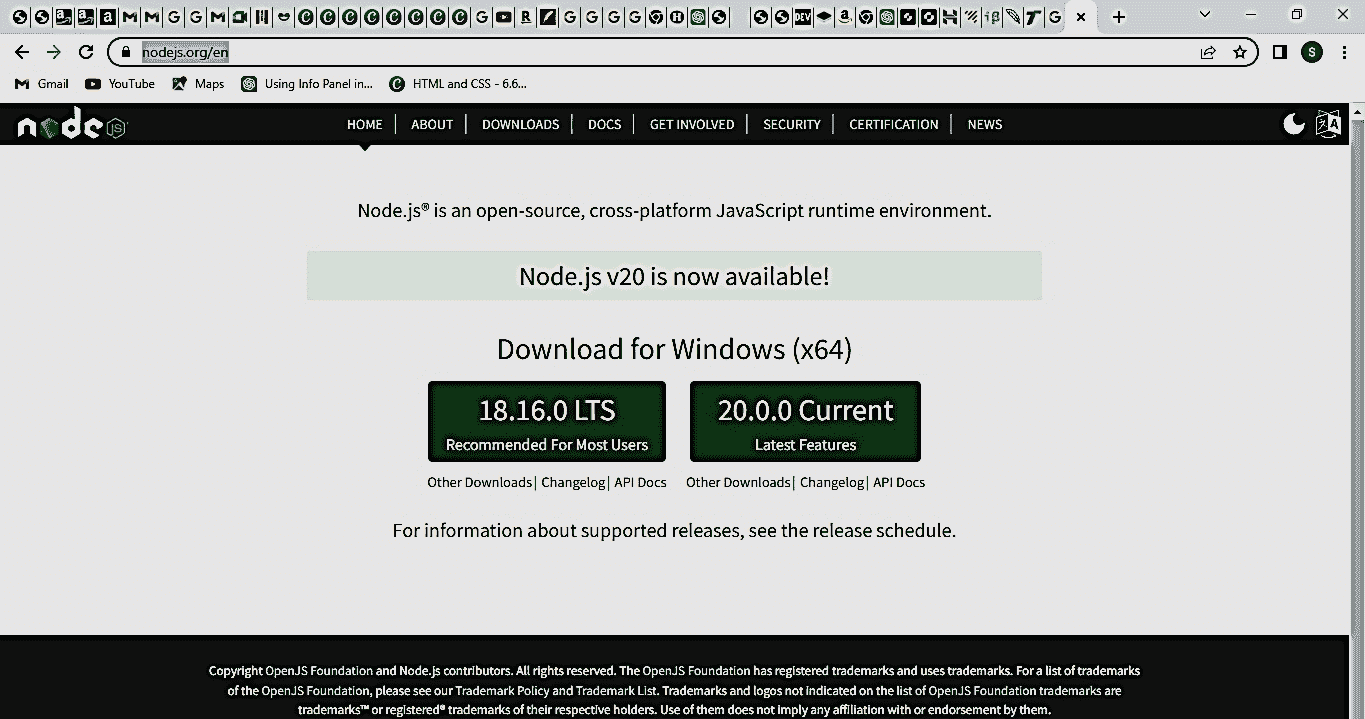 nodejs.org/en
Gmail YouTube Maps Using Info Panel in... HTML and CSS - 6.6...
node JS
HOME | ABOUT | DOWNLOADS | DOCS | GET INVOLVED | SECURITY | CERTIFICATION | NEWS
Node.js® is an open-source, cross-platform JavaScript runtime environment.
Node.js v20 is now available!
Download for Windows (x64)
18.16.0 LTS 20.0.0 Current
Recommended For Most Users Latest Features
Other Downloads | Changelog | API Docs Other Downloads | Changelog | API Docs
For information about supported releases, see the release schedule.
Copyright OpenJS Foundation and Node.js contributors. All rights reserved. The OpenJS Foundation has registered trademarks and uses trademarks. For a list of trademarks
of the OpenJS Foundation, please see our Trademark Policy and Trademark List. Trademarks and logos not indicated on the list of OpenJS Foundation trademarks are
trademarks™ or registered® trademarks of their respective holders. Use of them does not imply any affiliation with or endorsement by them.